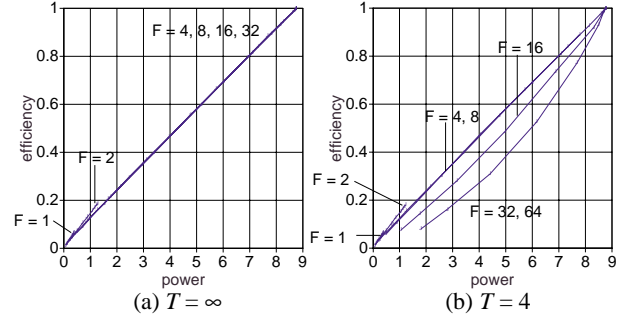 1
0.8
0.6
0.4
0.2
0
efficiency
F = 4, 8, 16, 32
F = 2
F = 1
0 1 2 3 4 5 6 7 8 9
power
(a) T = ∞
1
0.8
0.6
0.4
0.2
0
efficiency
F = 16
F = 4, 8
F = 2
F = 1
F = 32, 64
0 1 2 3 4 5 6 7 8 9
power
(b) T = 4